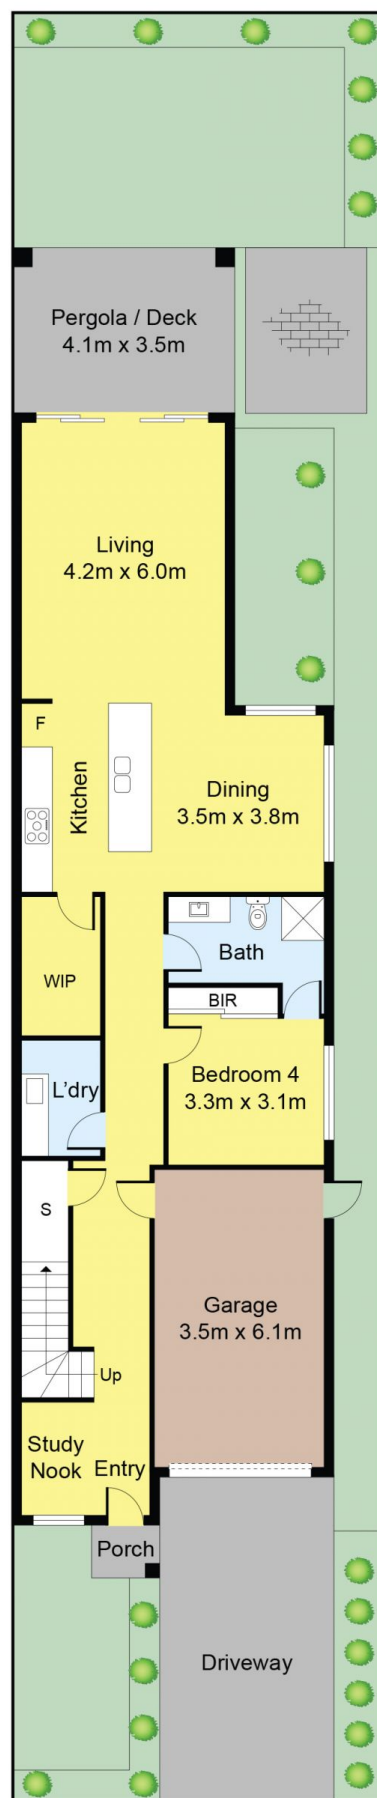 Pergola / Deck
4.1m x 3.5m
Living
4.2m x 6.0m
F
Kitchen
Dining
3.5m x 3.8m
WIP
Bath
BIR
L'dry
Bedroom 4
3.3m x 3.1m
S
Garage
3.5m x 6.1m
Up
Study
Nook
Entry
Porch
Driveway